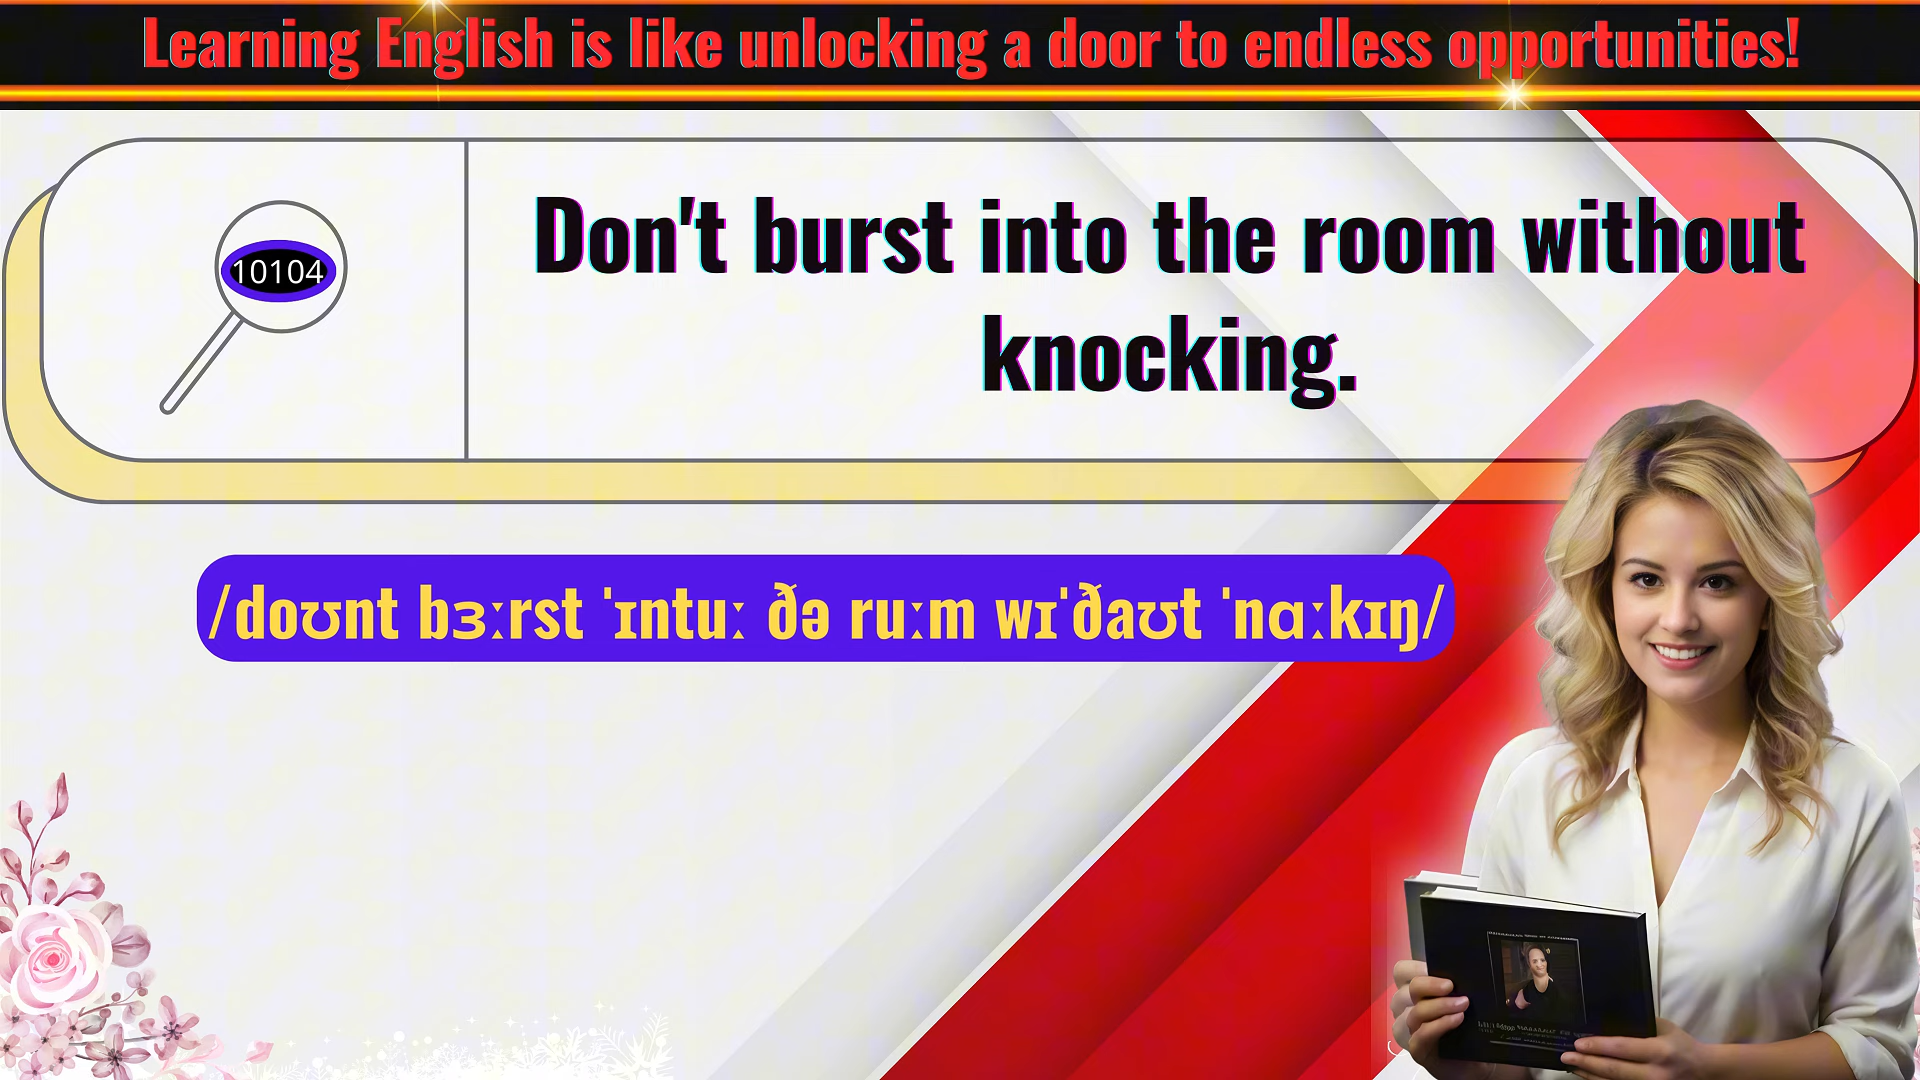 Learning English is like unlocking a door to endless opportunities!
10104
Don't burst into the room without
knocking.
/doʊnt bɜːrst ˈɪntuː ðə ruːm wɪˈðaʊt ˈnɑːkɪŋ/